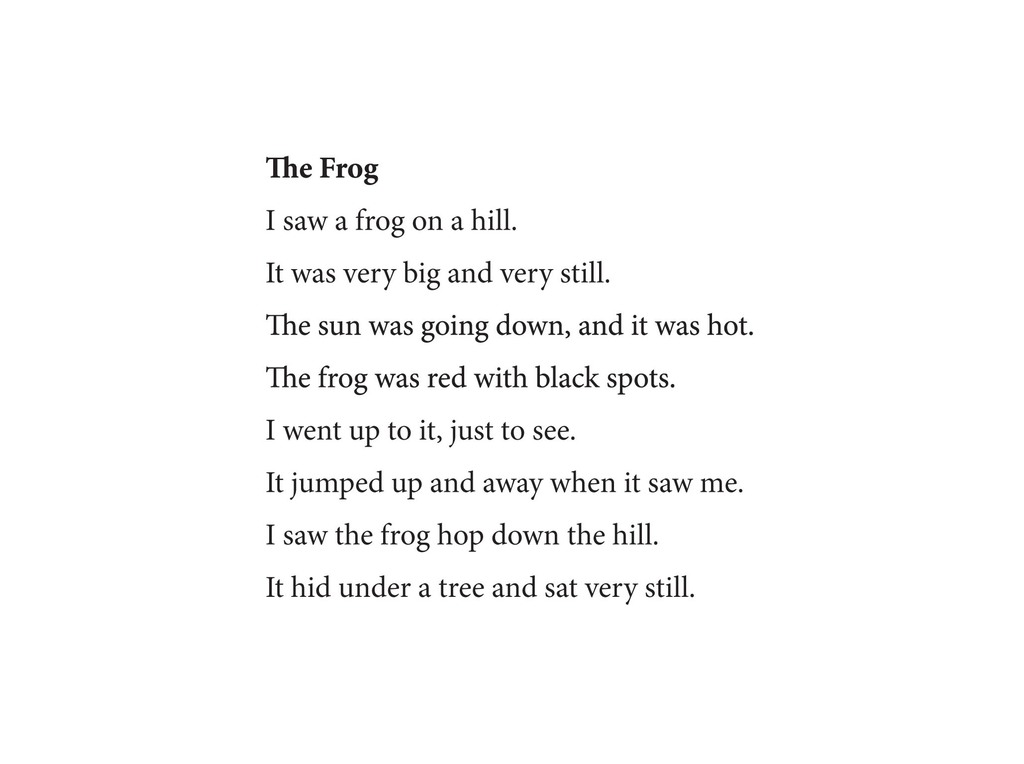 The Frog
I saw a frog on a hill.
It was very big and very still.
The sun was going down, and it was hot.
The frog was red with black spots.
I went up to it, just to see.
It jumped up and away when it saw me.
I saw the frog hop down the hill.
It hid under a tree and sat very still.